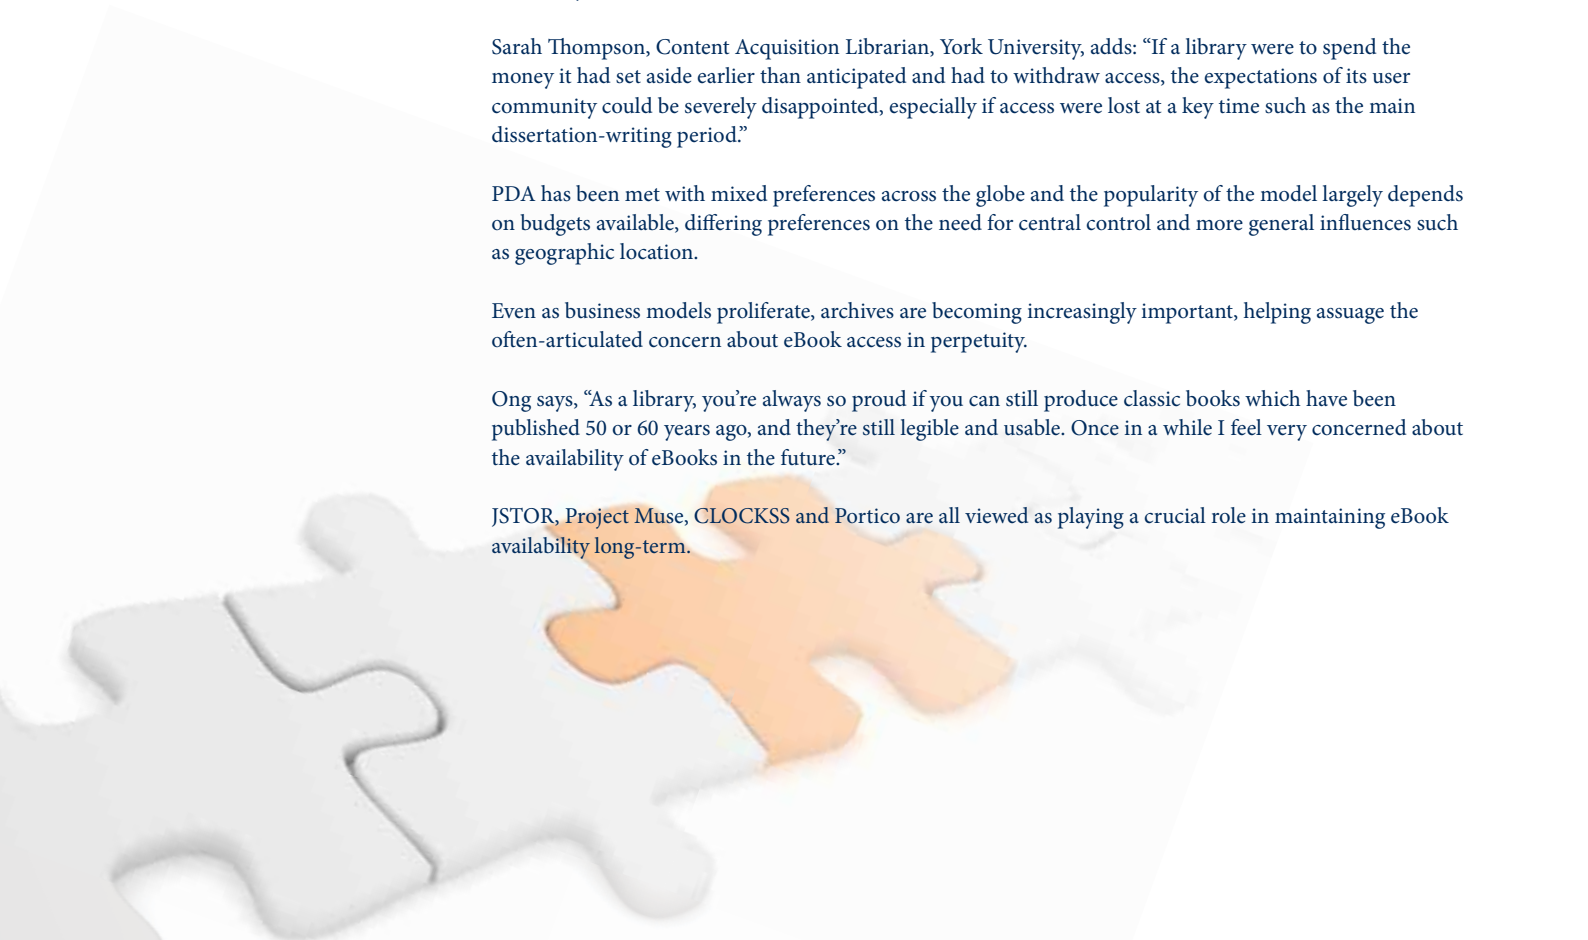 Sarah Thompson, Content Acquisition Librarian, York University, adds: “If a library were to spend the
money it had set aside earlier than anticipated and had to withdraw access, the expectations of its user
community could be severely disappointed, especially if access were lost at a key time such as the main
dissertation-writing period.”
PDA has been met with mixed preferences across the globe and the popularity of the model largely depends
on budgets available, differing preferences on the need for central control and more general influences such
as geographic location.
Even as business models proliferate, archives are becoming increasingly important, helping assuage the
often-articulated concern about eBook access in perpetuity.
Ong says, “As a library, you’re always so proud if you can still produce classic books which have been
published 50 or 60 years ago, and they’re still legible and usable. Once in a while I feel very concerned about
the availability of eBooks in the future.”
JSTOR, Project Muse, CLOCKSS and Portico are all viewed as playing a crucial role in maintaining eBook
availability long-term.